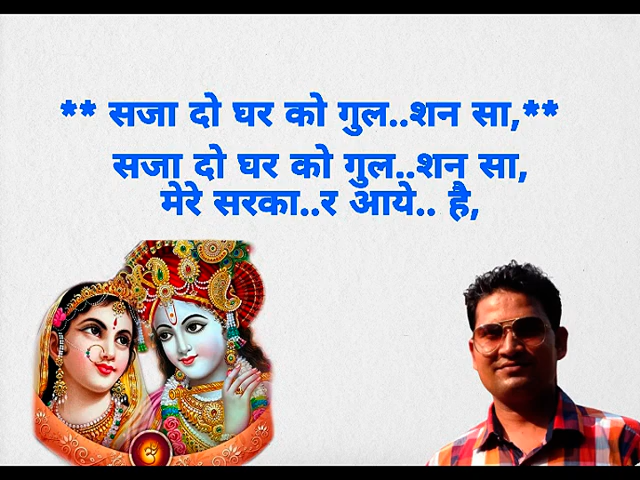 ** सजा दो घर को गुल..शन सा,**
सजा दो घर को गुल..शन सा,
मेरे सरका..र आये.. है,
ॐ